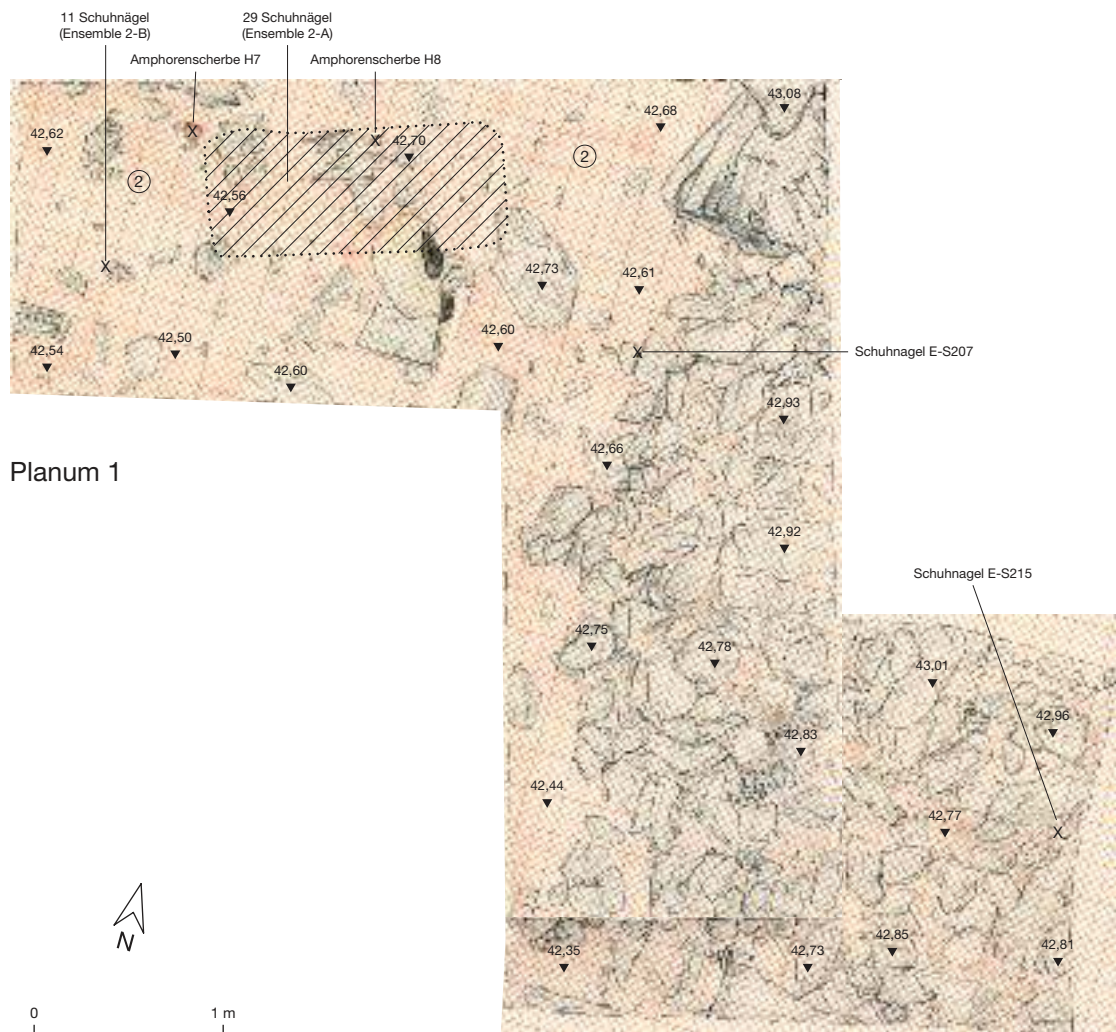 11 Schuhnägel
(Ensemble 2-B)
29 Schuhnägel
(Ensemble 2-A)
Amphorenscherbe H7
Amphorenscherbe H8
43,08
42,68
42,62
42,70
2
2
42,56
42,73
42,61
42,60
42,50
42,54
42,60
Schuhnagel E-S207
42,93
42,66
Planum 1
42,92
Schuhnagel E-S215
42,75
42,78
43,01
42,96
42,83
42,44
42,77
N
42,35
42,73
42,85
42,81
0
1 m